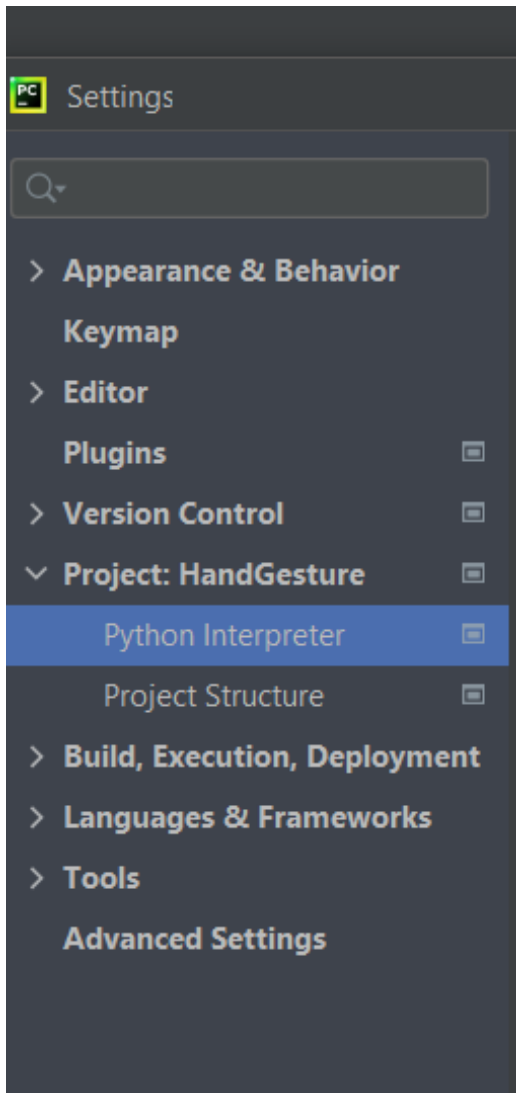 PC
Settings
Appearance & Behavior
Keymap
Editor
Plugins
Version Control
Project: HandGesture
Python Interpreter
Project Structure
Build, Execution, Deployment
Languages & Frameworks
Tools
Advanced Settings